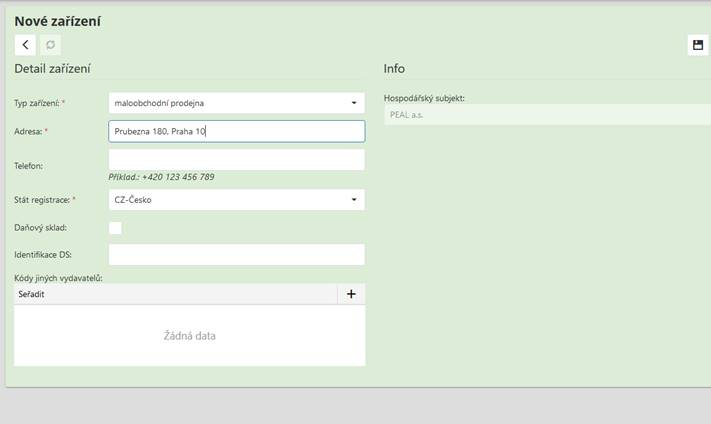 Nové zařízení
Detail zařízení
Typ zařízení: *
maloobchodní prodejna
Adresa: *
Prubezna 180, Praha 10
Telefon:
Příklad.: +420 123 456 789
Stát registrace: *
CZ-Česko
Daňový sklad:
Identifikace DS:
Kódy jiných vydavatelů:
Seřadit
+
Žádná data
Info
Hospodářský subjekt:
PEAL a.s.